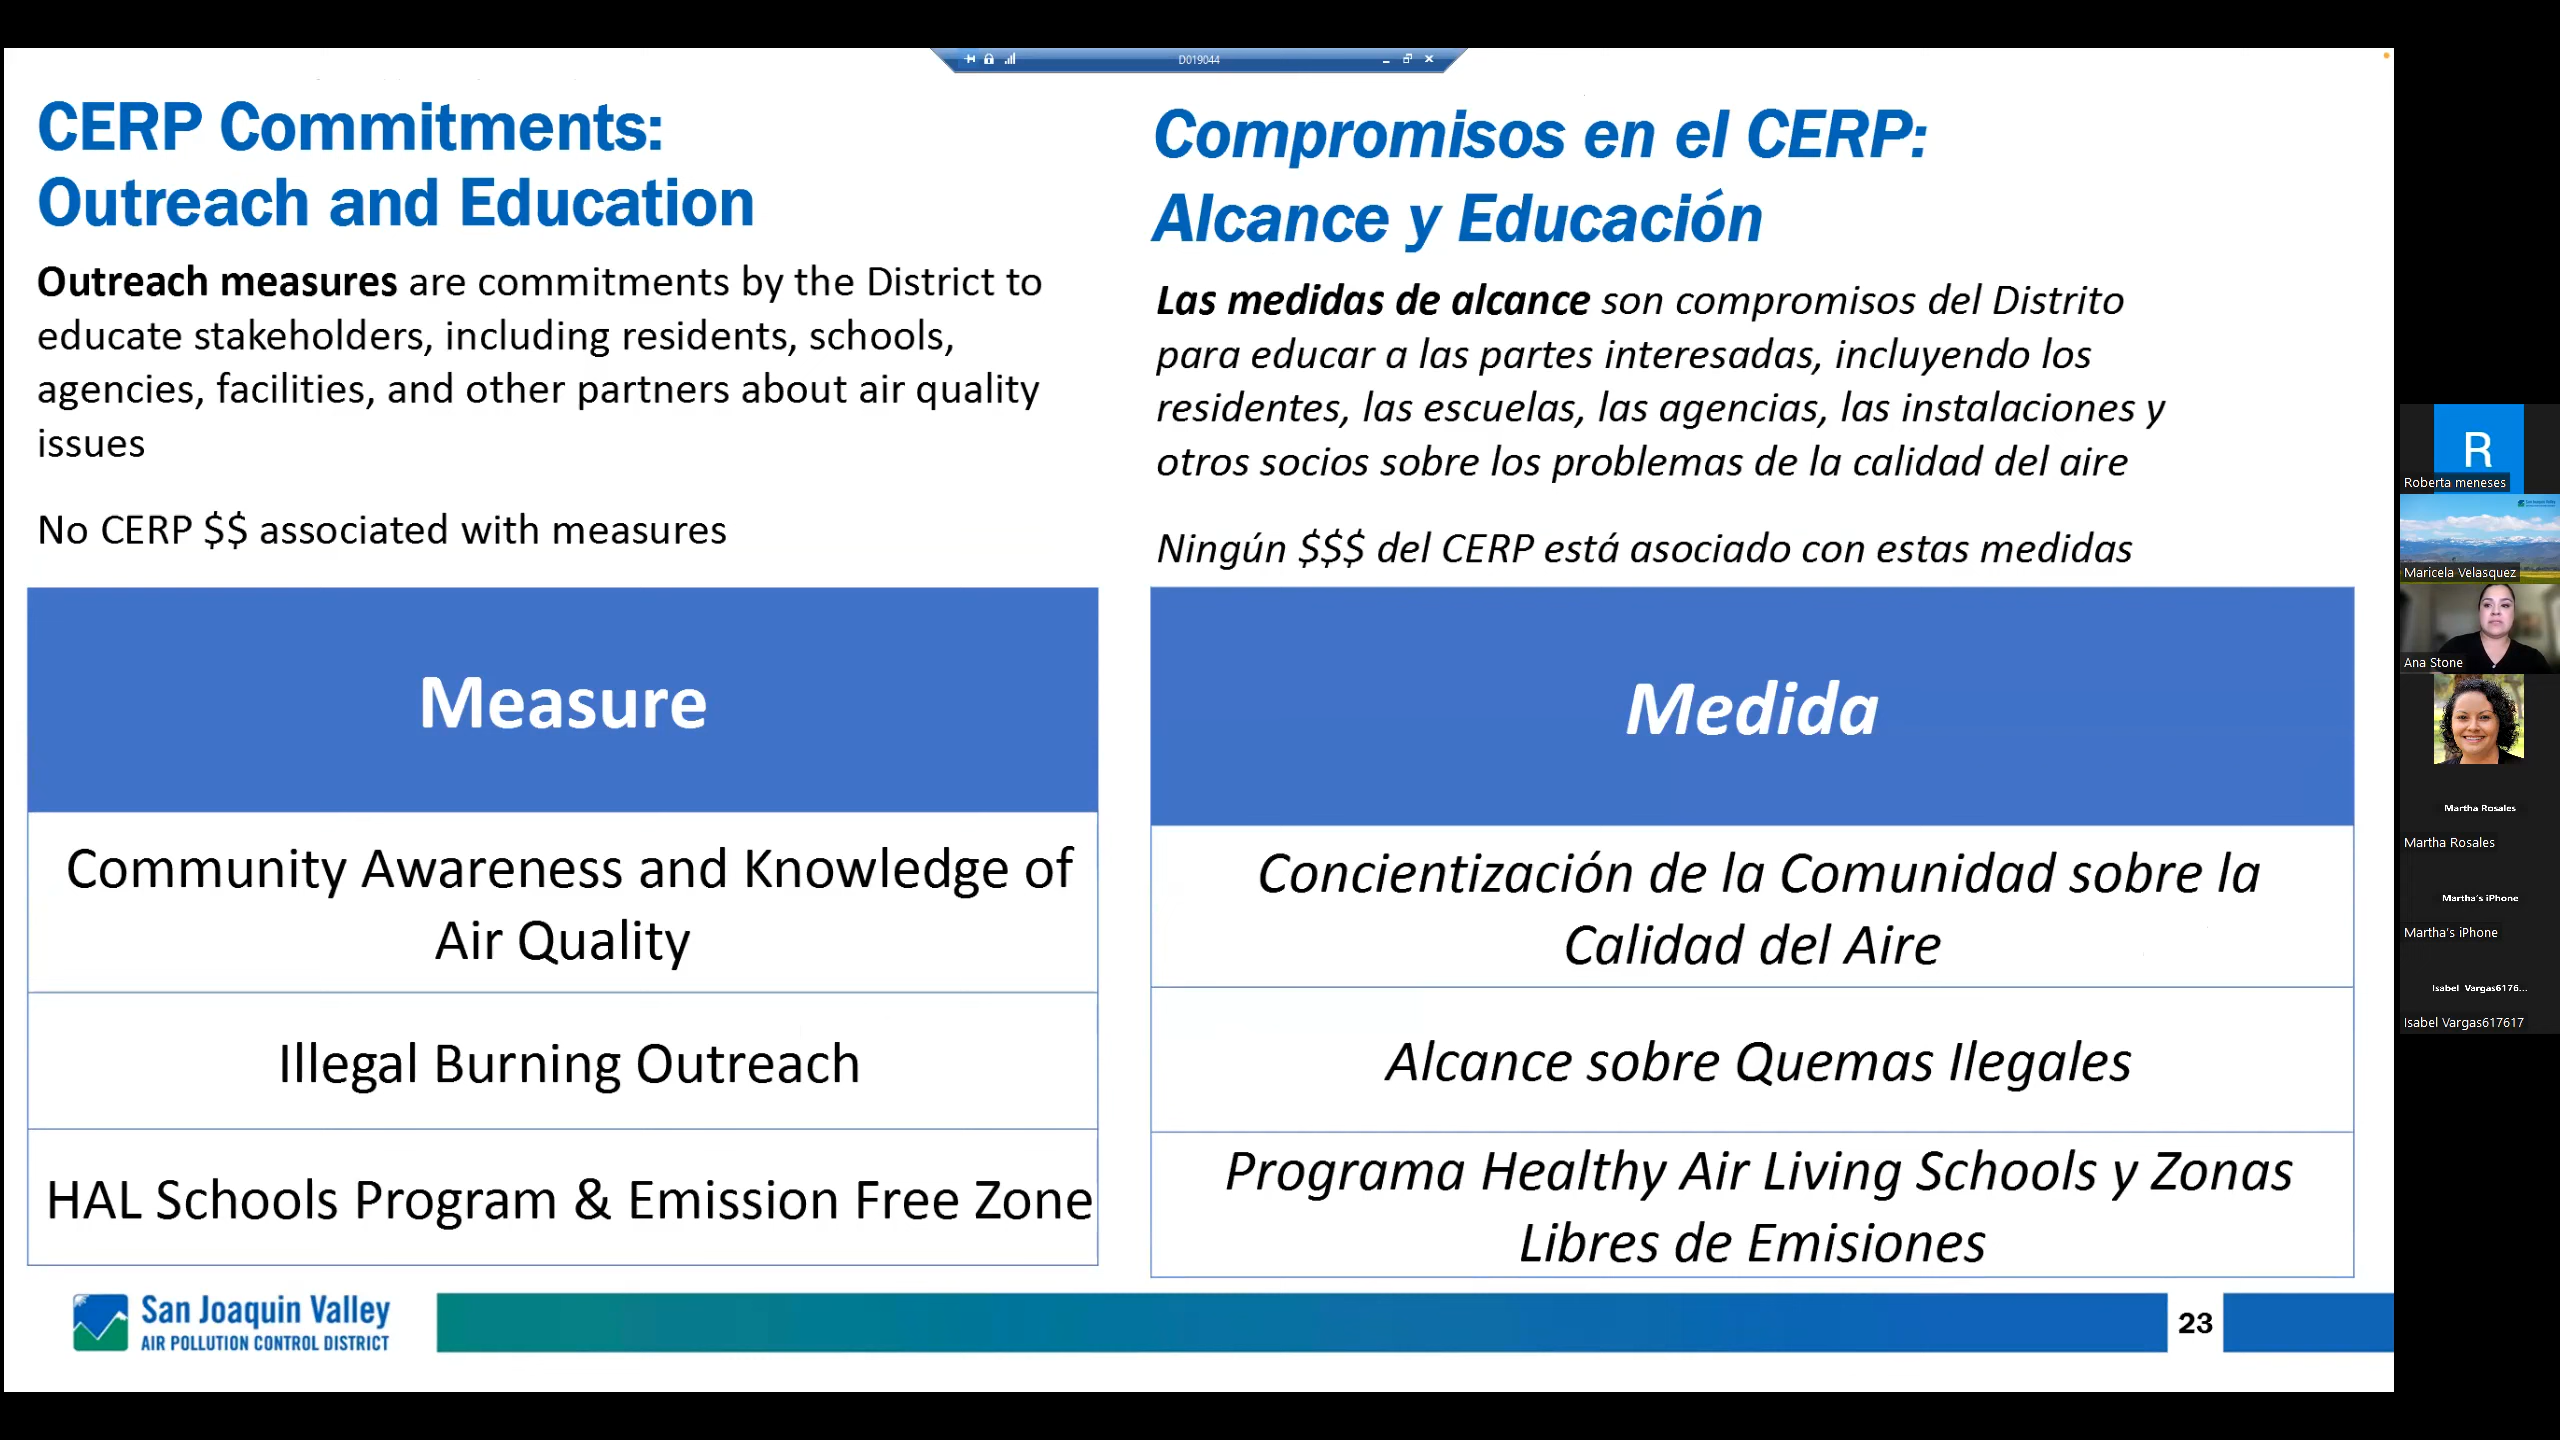 D019044
CERP Commitments:
Outreach and Education
Outreach measures are commitments by the District to
educate stakeholders, including residents, schools,
agencies, facilities, and other partners about air quality
issues
No CERP $$ associated with measures
Measure
Community Awareness and Knowledge of
Air Quality
Illegal Burning Outreach
HAL Schools Program & Emission Free Zone
Compromisos en el CERP:
Alcance y Educación
Las medidas de alcance son compromisos del Distrito
para educar a las partes interesadas, incluyendo los
residentes, las escuelas, las agencias, las instalaciones y
otros socios sobre los problemas de la calidad del aire
Ningún $$$ del CERP está asociado con estas medidas
Medida
Concientización de la Comunidad sobre la
Calidad del Aire
Alcance sobre Quemas Ilegales
Programa Healthy Air Living Schools y Zonas
Libres de Emisiones
San Joaquin Valley
AIR POLLUTION CONTROL DISTRICT
23
R
Roberta meneses
Maricela Velasquez
Ana Stone
Martha Rosales
Martha Rosales
Martha's iPhone
Martha's iPhone
Isabel Vargas6176...
Isabel Vargas617617